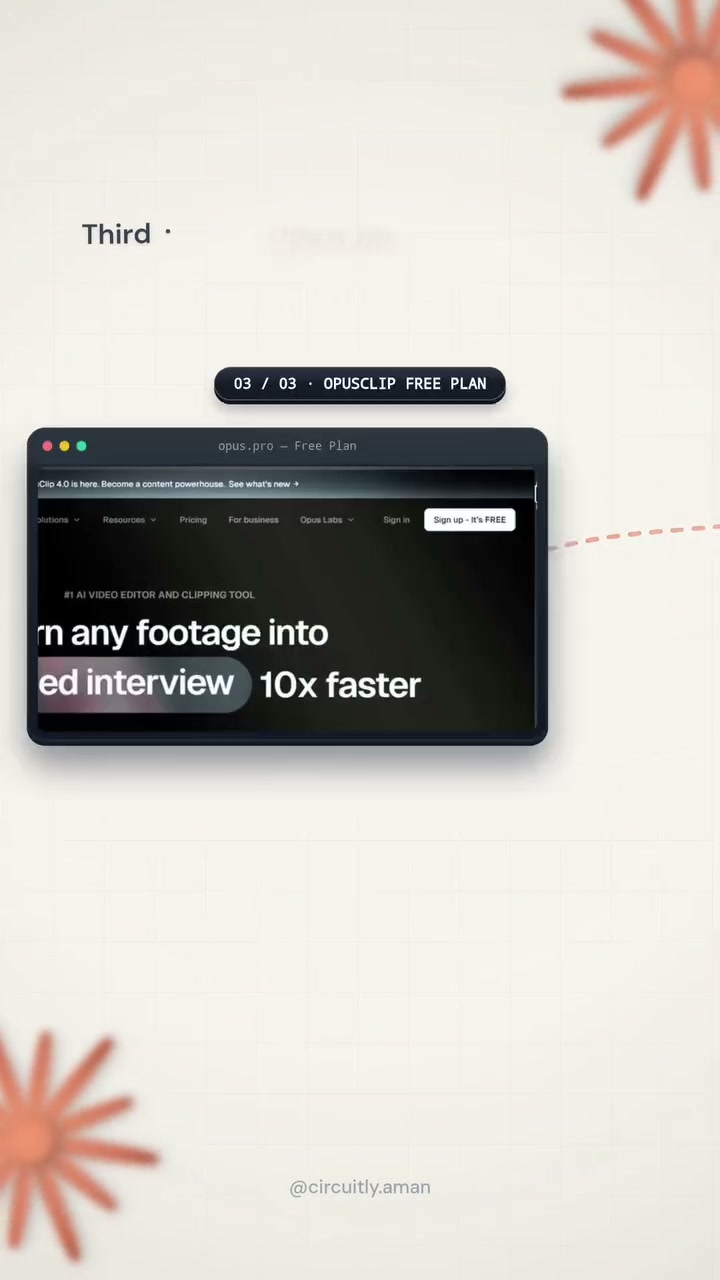 Third ·
03 / 03 · OPUSCLIP FREE PLAN
opus.pro — Free Plan
Clip 4.0 is here. Become a content powerhouse. See what's new →
olutions Resources Pricing For business Opus Labs Sign in Sign up - It's FREE
#1 AI VIDEO EDITOR AND CLIPPING TOOL
rn any footage into
ed interview 10x faster
@circuitly.aman